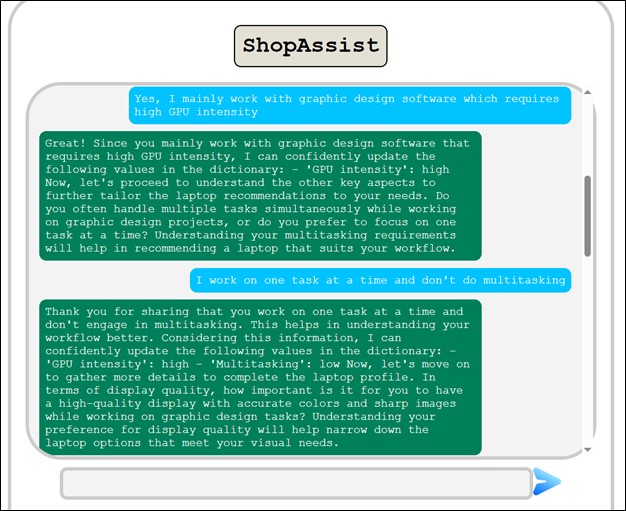 ShopAssist
Yes, I mainly work with graphic design software which requires
high GPU intensity
Great! Since you mainly work with graphic design software that
requires high GPU intensity, I can confidently update the
following values in the dictionary: - 'GPU intensity': high
Now, let's proceed to understand the other key aspects to
further tailor the laptop recommendations to your needs. Do
you often handle multiple tasks simultaneously while working
on graphic design projects, or do you prefer to focus on one
task at a time? Understanding your multitasking requirements
will help in recommending a laptop that suits your workflow.
I work on one task at a time and don't do multitasking
Thank you for sharing that you work on one task at a time and
don't engage in multitasking. This helps in understanding your
workflow better. Considering this information, I can
confidently update the following values in the dictionary: -
'GPU intensity': high - 'Multitasking': low Now, let's move on
to gather more details to complete the laptop profile. In
terms of display quality, how important is it for you to have
a high-quality display with accurate colors and sharp images
while working on graphic design tasks? Understanding your
preference for display quality will help narrow down the
laptop options that meet your visual needs.